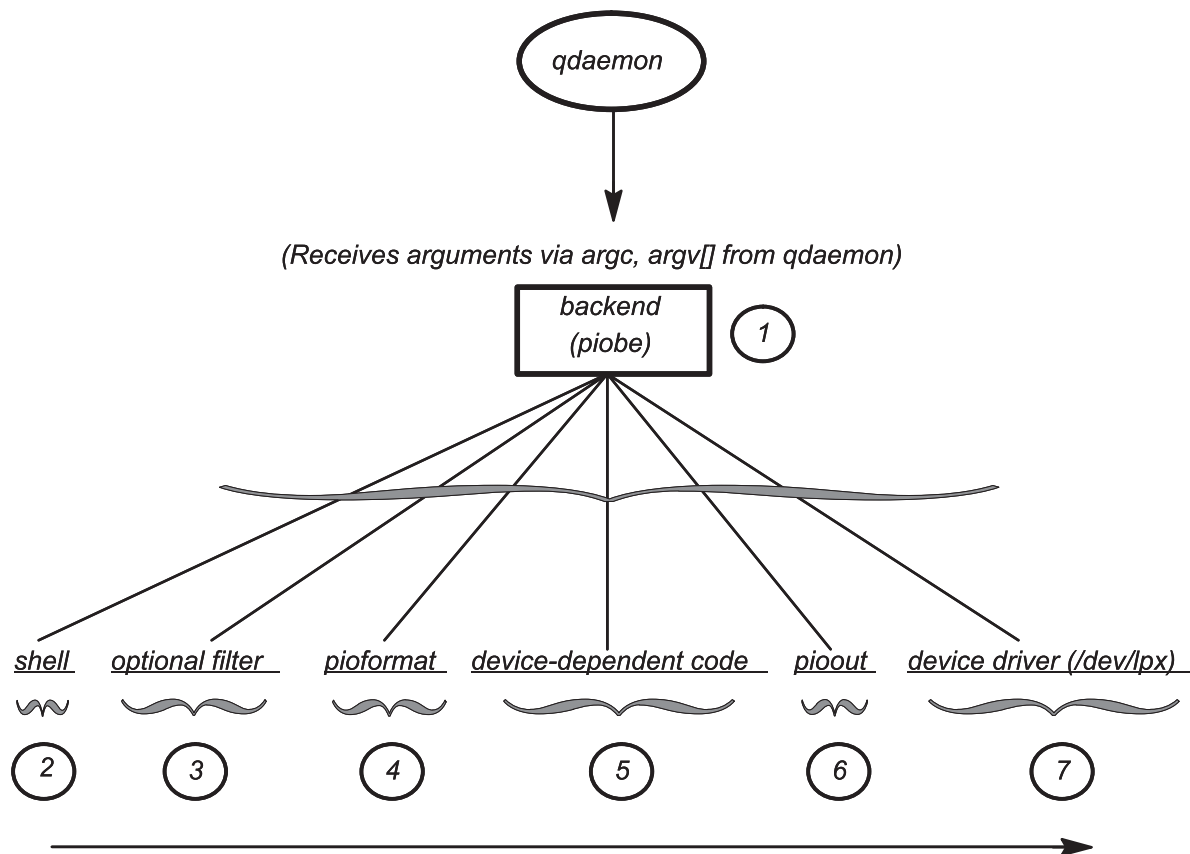 qdaemon
(Receives arguments via argc, argv[] from qdaemon)
backend
(piobe)
1
shell optional filter pioformat device-dependent code pioout device driver (/dev/lpx)
2 3 4 5 6 7